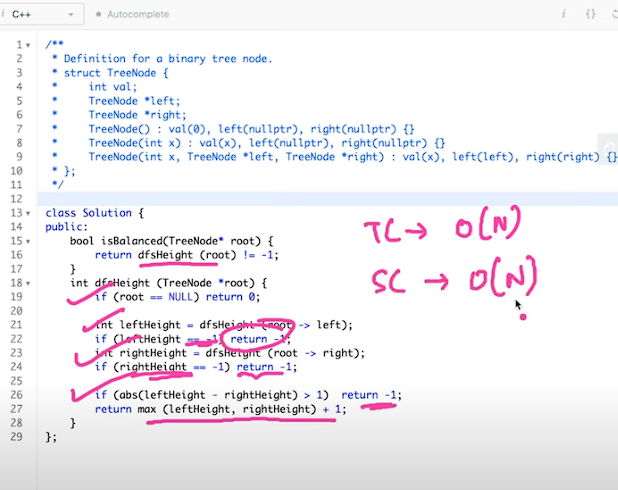 i C++ Autocomplete i {}
1 /**
2 * Definition for a binary tree node.
3 * struct TreeNode {
4 * int val;
5 * TreeNode *left;
6 * TreeNode *right;
7 * TreeNode() : val(0), left(nullptr), right(nullptr) {}
8 * TreeNode(int x) : val(x), left(nullptr), right(nullptr) {}
9 * TreeNode(int x, TreeNode *left, TreeNode *right) : val(x), left(left), right(right) {}
10 * };
11 */
12
13 class Solution {
14 public:
15 bool isBalanced(TreeNode* root) {
16 return dfsHeight (root) != -1;
17 }
18 int dfsHeight (TreeNode *root) {
19 if (root == NULL) return 0;
20
21 int leftHeight = dfsHeight (root -> left);
22 if (leftHeight == -1) return -1;
23 int rightHeight = dfsHeight (root -> right);
24 if (rightHeight == -1) return -1;
25
26 if (abs(leftHeight - rightHeight) > 1) return -1;
27 return max (leftHeight, rightHeight) + 1;
28 }
29 };
TC → O(N)
SC → O(N)